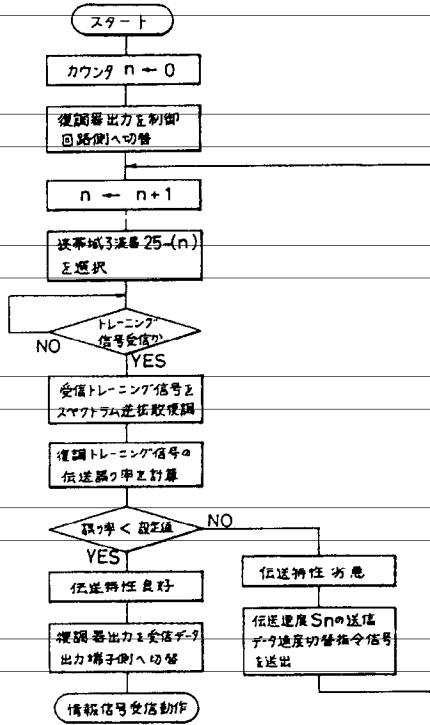 スタート
カウンタ n ← 0
復調器出力を制御
回路側へ切替
n ← n+1
狭帯域ろ波器25-(n)
を選択
トレーニング
信号受信か
NO
YES
受信トレーニング信号を
スペクトラム逆拡散復調
復調トレーニング信号の
伝送誤り率を計算
誤り率 < 設定値
NO
YES
伝送特性良好
伝送特性劣悪
復調器出力を受信データ
出力端子側へ切替
伝送速度Snの送信
データ速度切替指令信号
を送出
情報信号受信動作